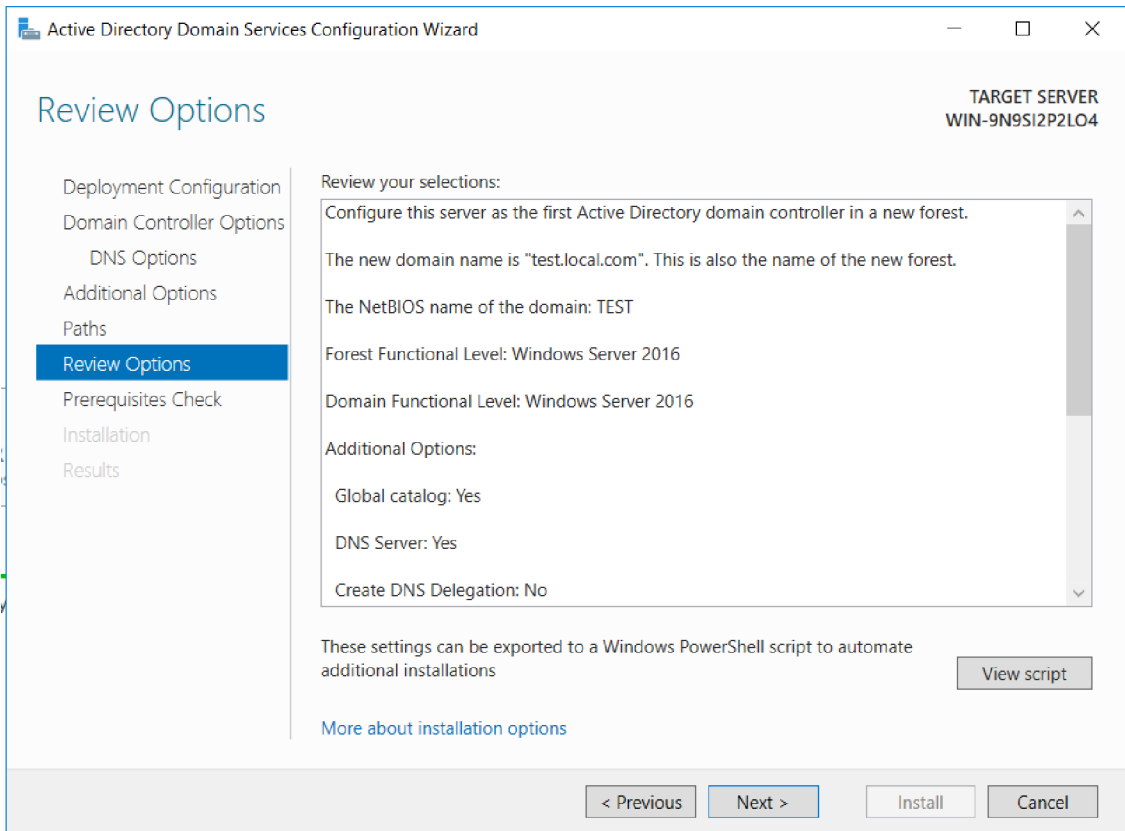 Active Directory Domain Services Configuration Wizard
Review Options
TARGET SERVER
WIN-9N9SI2P2LO4
Deployment Configuration
Domain Controller Options
DNS Options
Additional Options
Paths
Review Options
Prerequisites Check
Installation
Results
Review your selections:
Configure this server as the first Active Directory domain controller in a new forest.
The new domain name is "test.local.com". This is also the name of the new forest.
The NetBIOS name of the domain: TEST
Forest Functional Level: Windows Server 2016
Domain Functional Level: Windows Server 2016
Additional Options:
Global catalog: Yes
DNS Server: Yes
Create DNS Delegation: No
These settings can be exported to a Windows PowerShell script to automate
additional installations
View script
More about installation options
< Previous
Next >
Install
Cancel